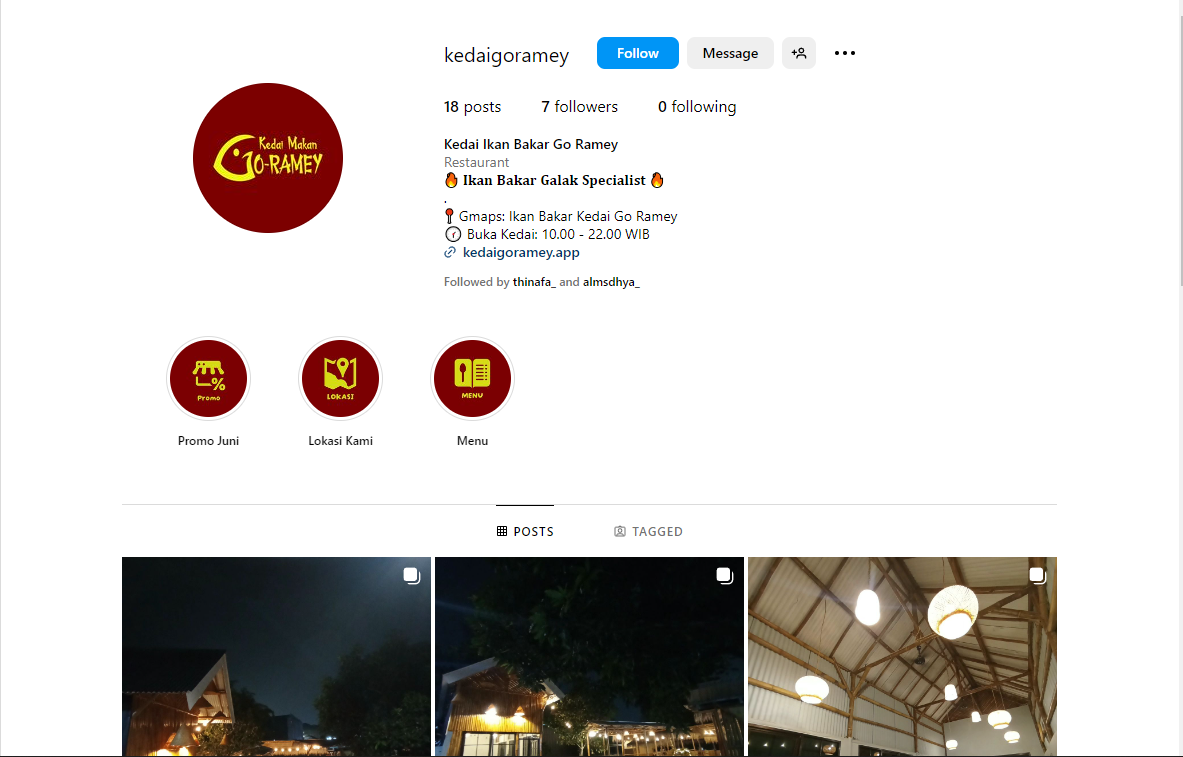 kedaigoramey
Follow
Message
18 posts
7 followers
0 following
Kedai Makan
GO-RAMEY
Kedai Ikan Bakar Go Ramey
Restaurant
🔥 Ikan Bakar Galak Specialist 🔥
.
📍 Gmaps: Ikan Bakar Kedai Go Ramey
🕜 Buka Kedai: 10.00 - 22.00 WIB
kedaigoramey.app
Followed by thinafa_ and almsdhya_
%
Promo
LOKASI
MENU
Promo Juni
Lokasi Kami
Menu
POSTS
TAGGED